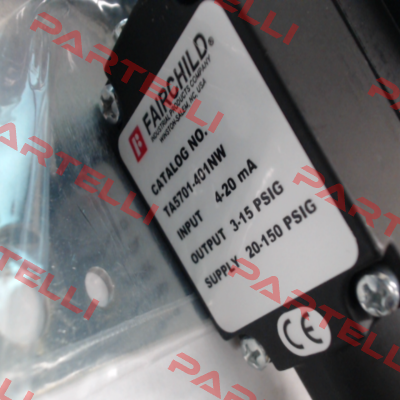 FAIRCHILD®
INDUSTRIAL PRODUCTS COMPANY
WINSTON-SALEM, NC. USA
CATALOG NO.
TA5701-401NW
INPUT 4-20 mA
OUTPUT 3-15 PSIG
SUPPLY 20-150 PSIG
CE
PARTELLI
PARTELLI
PARTELLI
PARTELLI